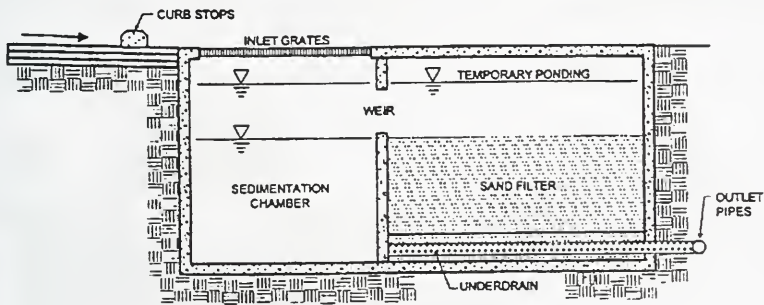 CURB STOPS
INLET GRATES
TEMPORARY PONDING
WEIR
SEDIMENTATION
CHAMBER
SAND FILTER
OUTLET
PIPES
UNDERDRAIN